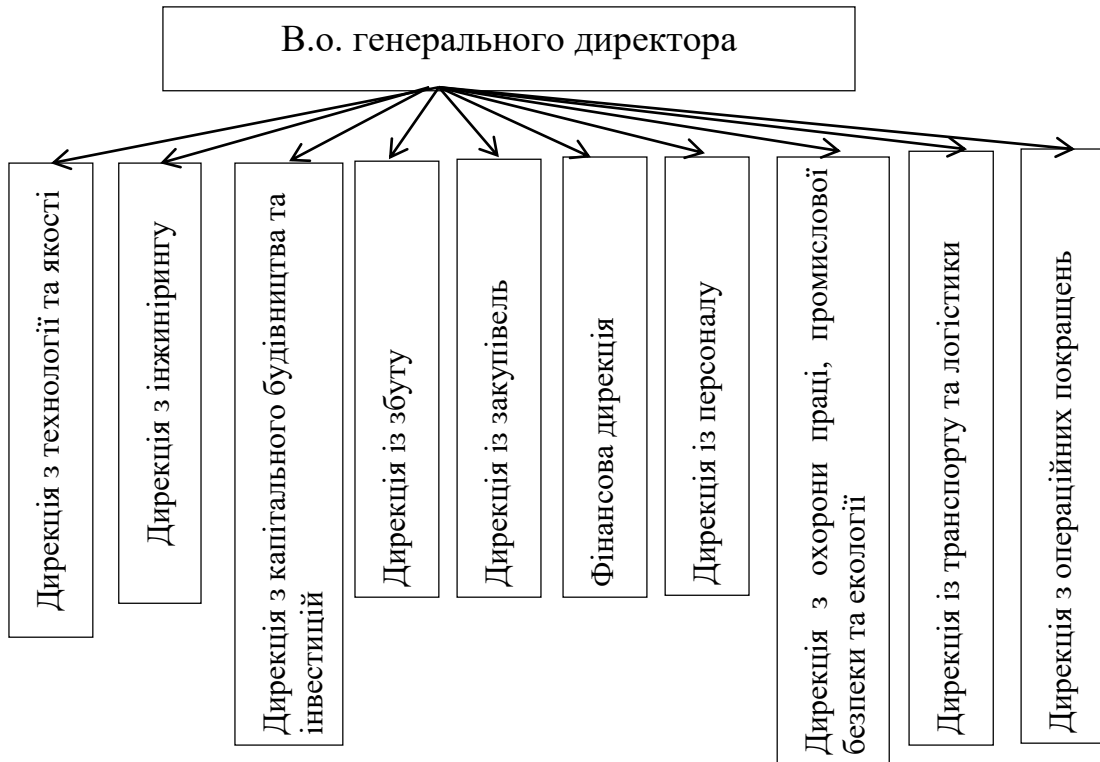 В.о. генерального директора
Дирекція з технології та якості
Дирекція з інжинірингу
Дирекція з капітального будівництва та
інвестицій
Дирекція із збуту
Дирекція із закупівель
Фінансова дирекція
Дирекція із персоналу
Дирекція з охорони праці, промислової
безпеки та екології
Дирекція із транспорту та логістики
Дирекція з операційних покращень